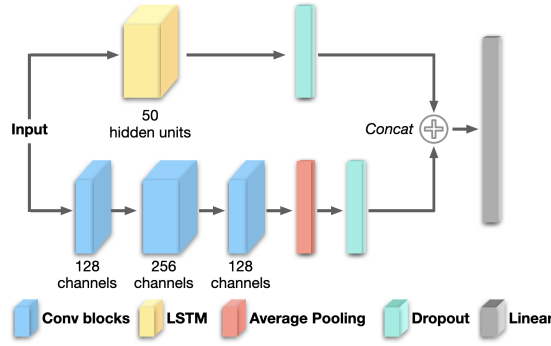 50
hidden units
Input
Concat
128
channels
256
channels
128
channels
Conv blocks
LSTM
Average Pooling
Dropout
Linear